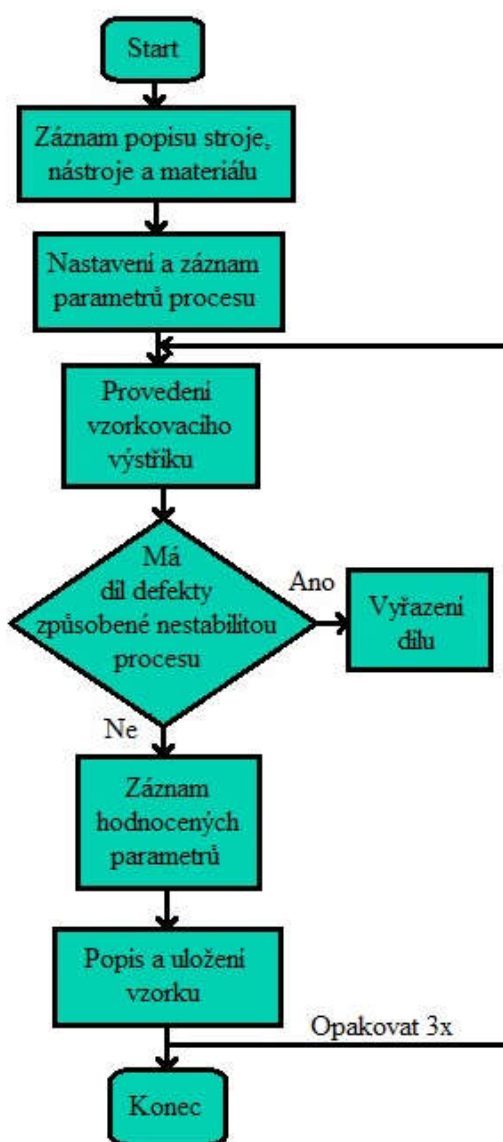 Start
Záznam popisu stroje,
nástroje a materiálu
Nastavení a záznam
parametrů procesu
Provedení
vzorkovacího
výstřiku
Má
díl defekty
způsobené nestabilitou
procesu
Ano
Vyřazení
dílu
Ne
Záznam
hodnocených
parametrů
Popis a uložení
vzorku
Opakovat 3x
Konec